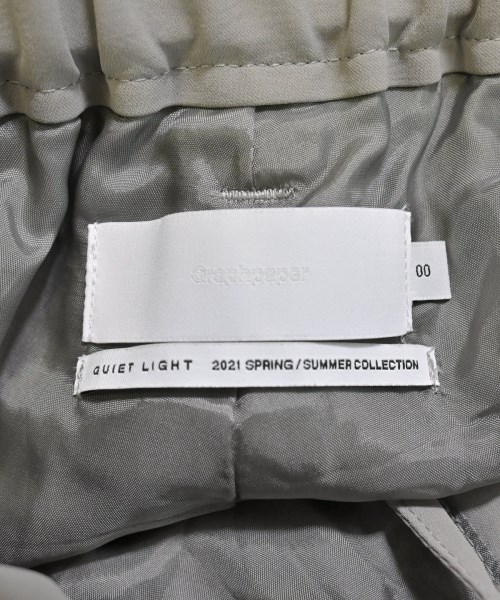 Graphpaper
00
QUIET LIGHT 2021 SPRING/SUMMER COLLECTION